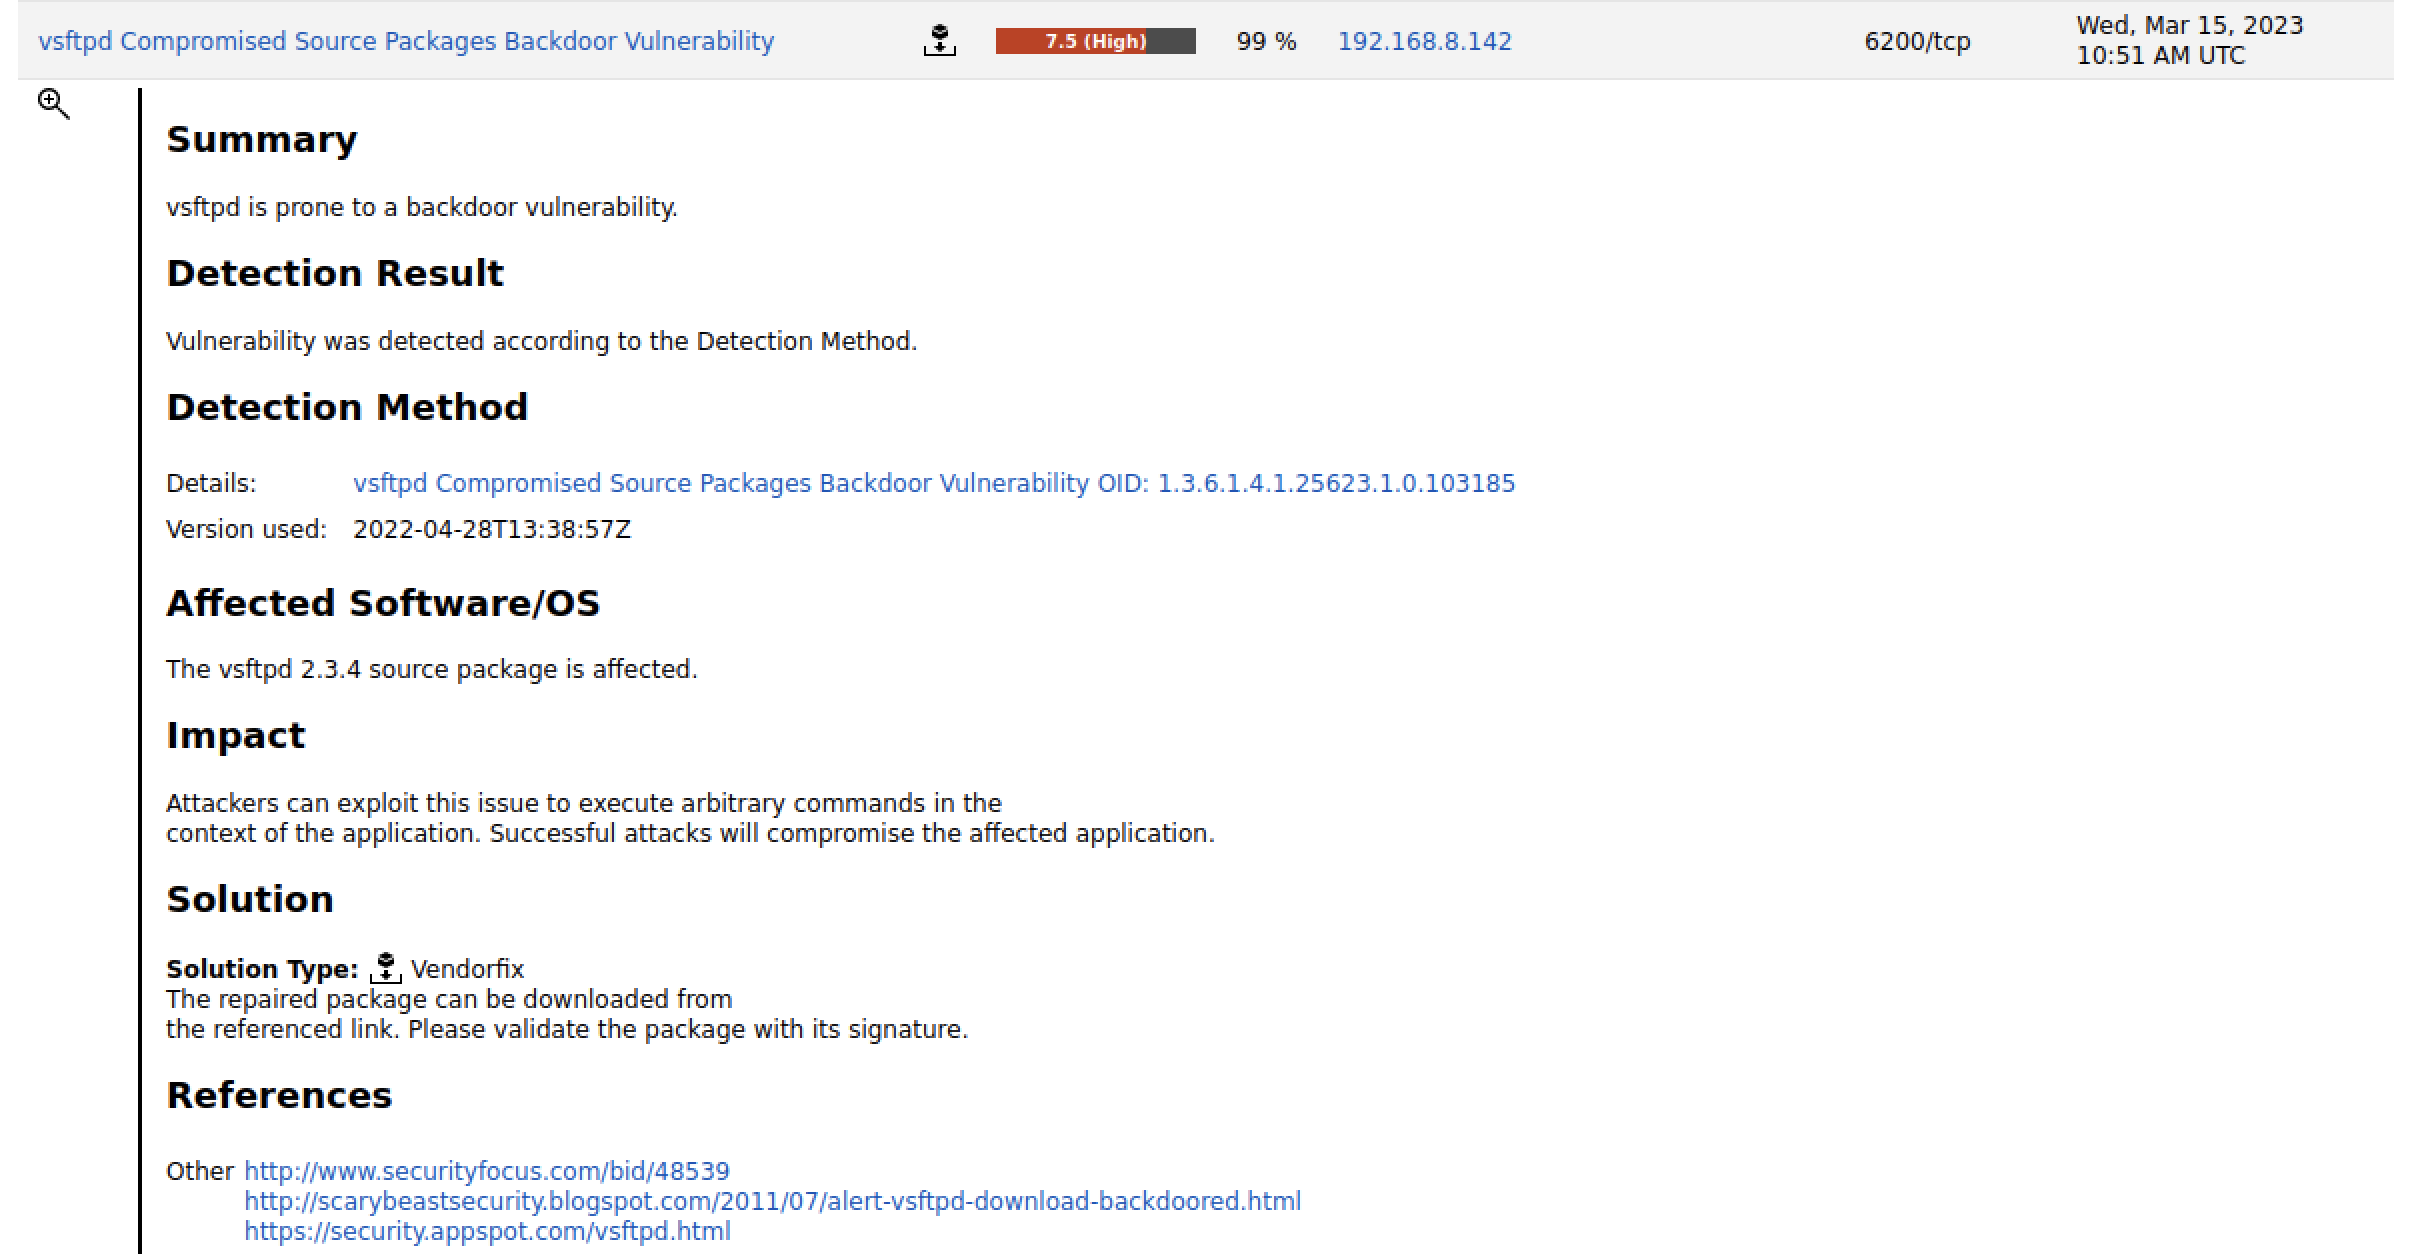 vsftpd Compromised Source Packages Backdoor Vulnerability 7.5 (High) 99 % 192.168.8.142 6200/tcp Wed, Mar 15, 2023
10:51 AM UTC
Summary
vsftpd is prone to a backdoor vulnerability.
Detection Result
Vulnerability was detected according to the Detection Method.
Detection Method
Details: vsftpd Compromised Source Packages Backdoor Vulnerability OID: 1.3.6.1.4.1.25623.1.0.103185
Version used: 2022-04-28T13:38:57Z
Affected Software/OS
The vsftpd 2.3.4 source package is affected.
Impact
Attackers can exploit this issue to execute arbitrary commands in the
context of the application. Successful attacks will compromise the affected application.
Solution
Solution Type: Vendorfix
The repaired package can be downloaded from
the referenced link. Please validate the package with its signature.
References
Other http://www.securityfocus.com/bid/48539
http://scarybeastsecurity.blogspot.com/2011/07/alert-vsftpd-download-backdoored.html
https://security.appspot.com/vsftpd.html